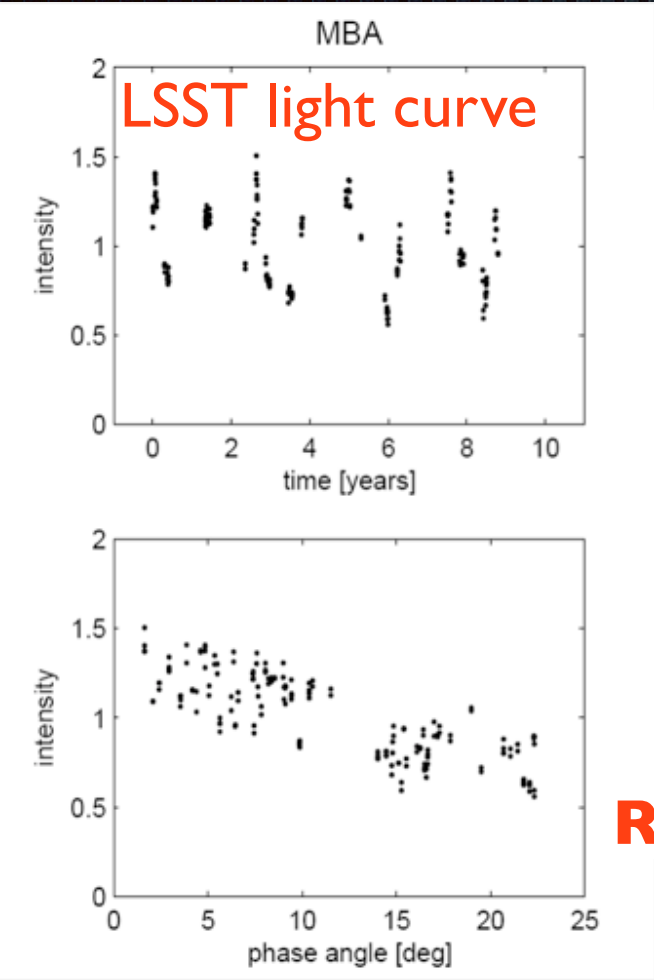 MBA
LSST light curve
2
1.5
1
0.5
0
intensity
0 2 4 6 8 10
time [years]
2
1.5
1
0.5
0
intensity
R
0 5 10 15 20 25
phase angle [deg]